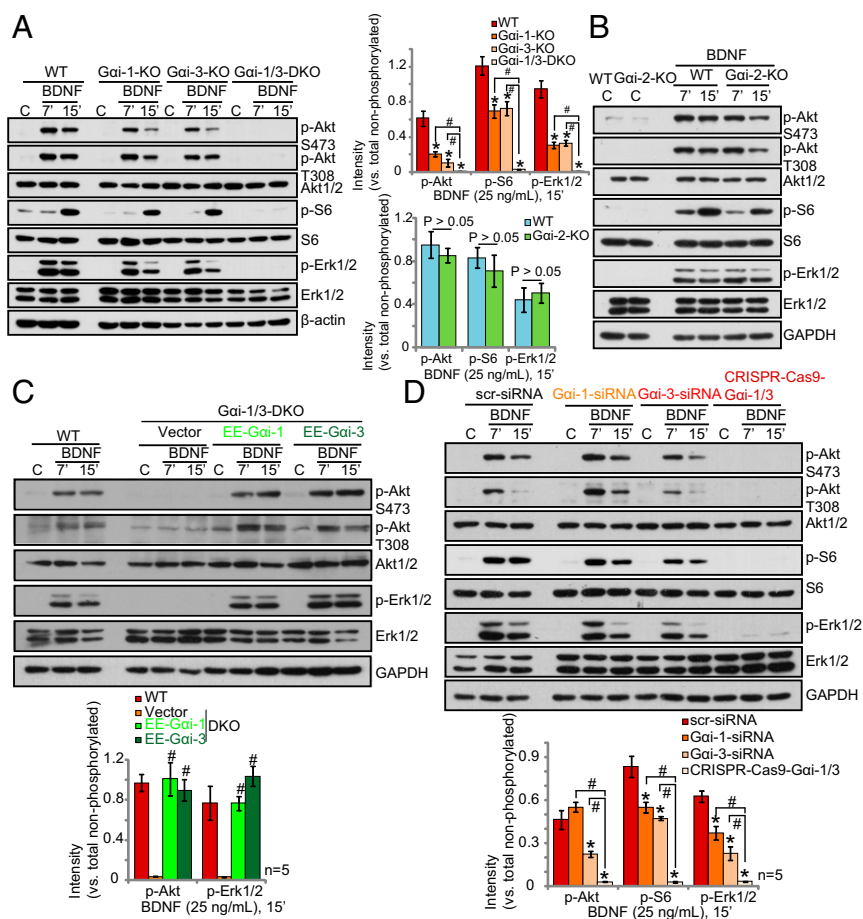 A
WT
Gαi-1-KO
Gαi-3-KO
Gαi-1/3-DKO
BDNF BDNF BDNF BDNF
C 7' 15' C 7' 15' C 7' 15' C 7' 15'
p-Akt
S473
p-Akt
T308
Akt1/2
p-S6
S6
p-Erk1/2
Erk1/2
β-actin
WT
Gαi-1-KO
Gαi-3-KO
Gαi-1/3-DKO
Intensity
(vs. total non-phosphorylated)
1.2
0.8
0.4
0
# # # # # #
* * * * * * * * *
p-Akt p-S6 p-Erk1/2
BDNF (25 ng/mL), 15'
WT
Gαi-2-KO
Intensity
(vs. total non-phosphorylated)
1.2
0.8
0.4
0
P > 0.05
P > 0.05
P > 0.05
p-Akt p-S6 p-Erk1/2
BDNF (25 ng/mL), 15'
B
BDNF
WT Gαi-2-KO WT Gαi-2-KO
C C 7' 15' 7' 15'
p-Akt
S473
p-Akt
T308
Akt1/2
p-S6
S6
p-Erk1/2
Erk1/2
GAPDH
C
Gαi-1/3-DKO
WT Vector EE-Gαi-1 EE-Gαi-3
BDNF BDNF BDNF BDNF
C 7' 15' C 7' 15' C 7' 15' C 7' 15'
p-Akt
S473
p-Akt
T308
Akt1/2
p-Erk1/2
Erk1/2
GAPDH
WT
Vector
EE-Gαi-1
EE-Gαi-3
DKO
Intensity
(vs. total non-phosphorylated)
1.2
0.8
0.4
0
# # # #
n=5
p-Akt p-Erk1/2
BDNF (25 ng/mL), 15'
D
CRISPR-Cas9-
scr-siRNA Gαi-1-siRNA Gαi-3-siRNA Gαi-1/3
BDNF BDNF BDNF BDNF
C 7' 15' C 7' 15' C 7' 15' C 7' 15'
p-Akt
S473
p-Akt
T308
Akt1/2
p-S6
S6
p-Erk1/2
Erk1/2
GAPDH
scr-siRNA
Gαi-1-siRNA
Gαi-3-siRNA
CRISPR-Cas9-Gαi-1/3
Intensity
(vs. total non-phosphorylated)
0.9
0.6
0.3
0
# # # # # #
* * * * * * * *
n=5
p-Akt p-S6 p-Erk1/2
BDNF (25 ng/mL), 15'